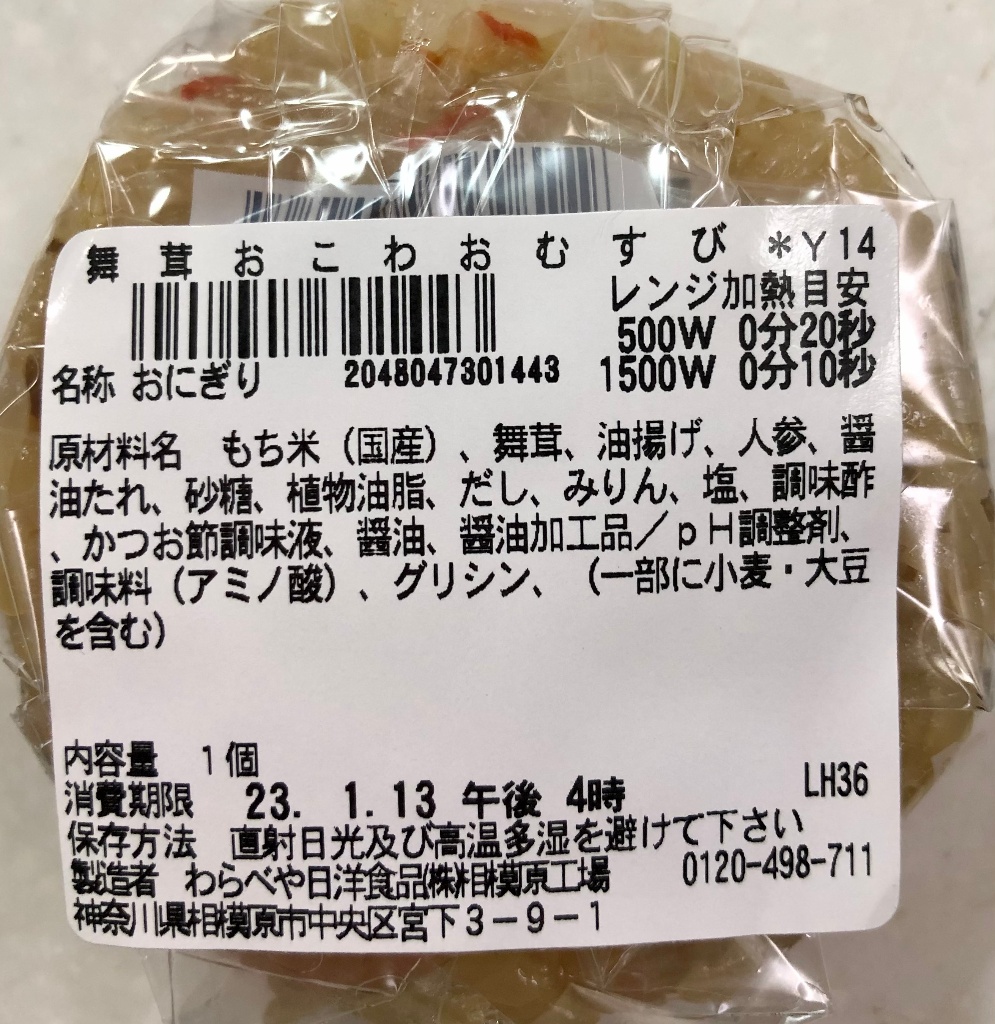 舞茸おこわおむすび *Y14
レンジ加熱目安
500W 0分20秒
1500W 0分10秒
2048047301443
名称 おにぎり
原材料名 もち米（国産）、舞茸、油揚げ、人参、醤
油たれ、砂糖、植物油脂、だし、みりん、塩、調味酢
、かつお節調味液、醤油、醤油加工品／pH調整剤、
調味料（アミノ酸）、グリシン、（一部に小麦・大豆
を含む）
内容量 1個
LH36
消費期限 23. 1.13 午後 4時
保存方法 直射日光及び高温多湿を避けて下さい
製造者 わらべや日洋食品㈱相模原工場 0120-498-711
神奈川県相模原市中央区宮下3-9-1